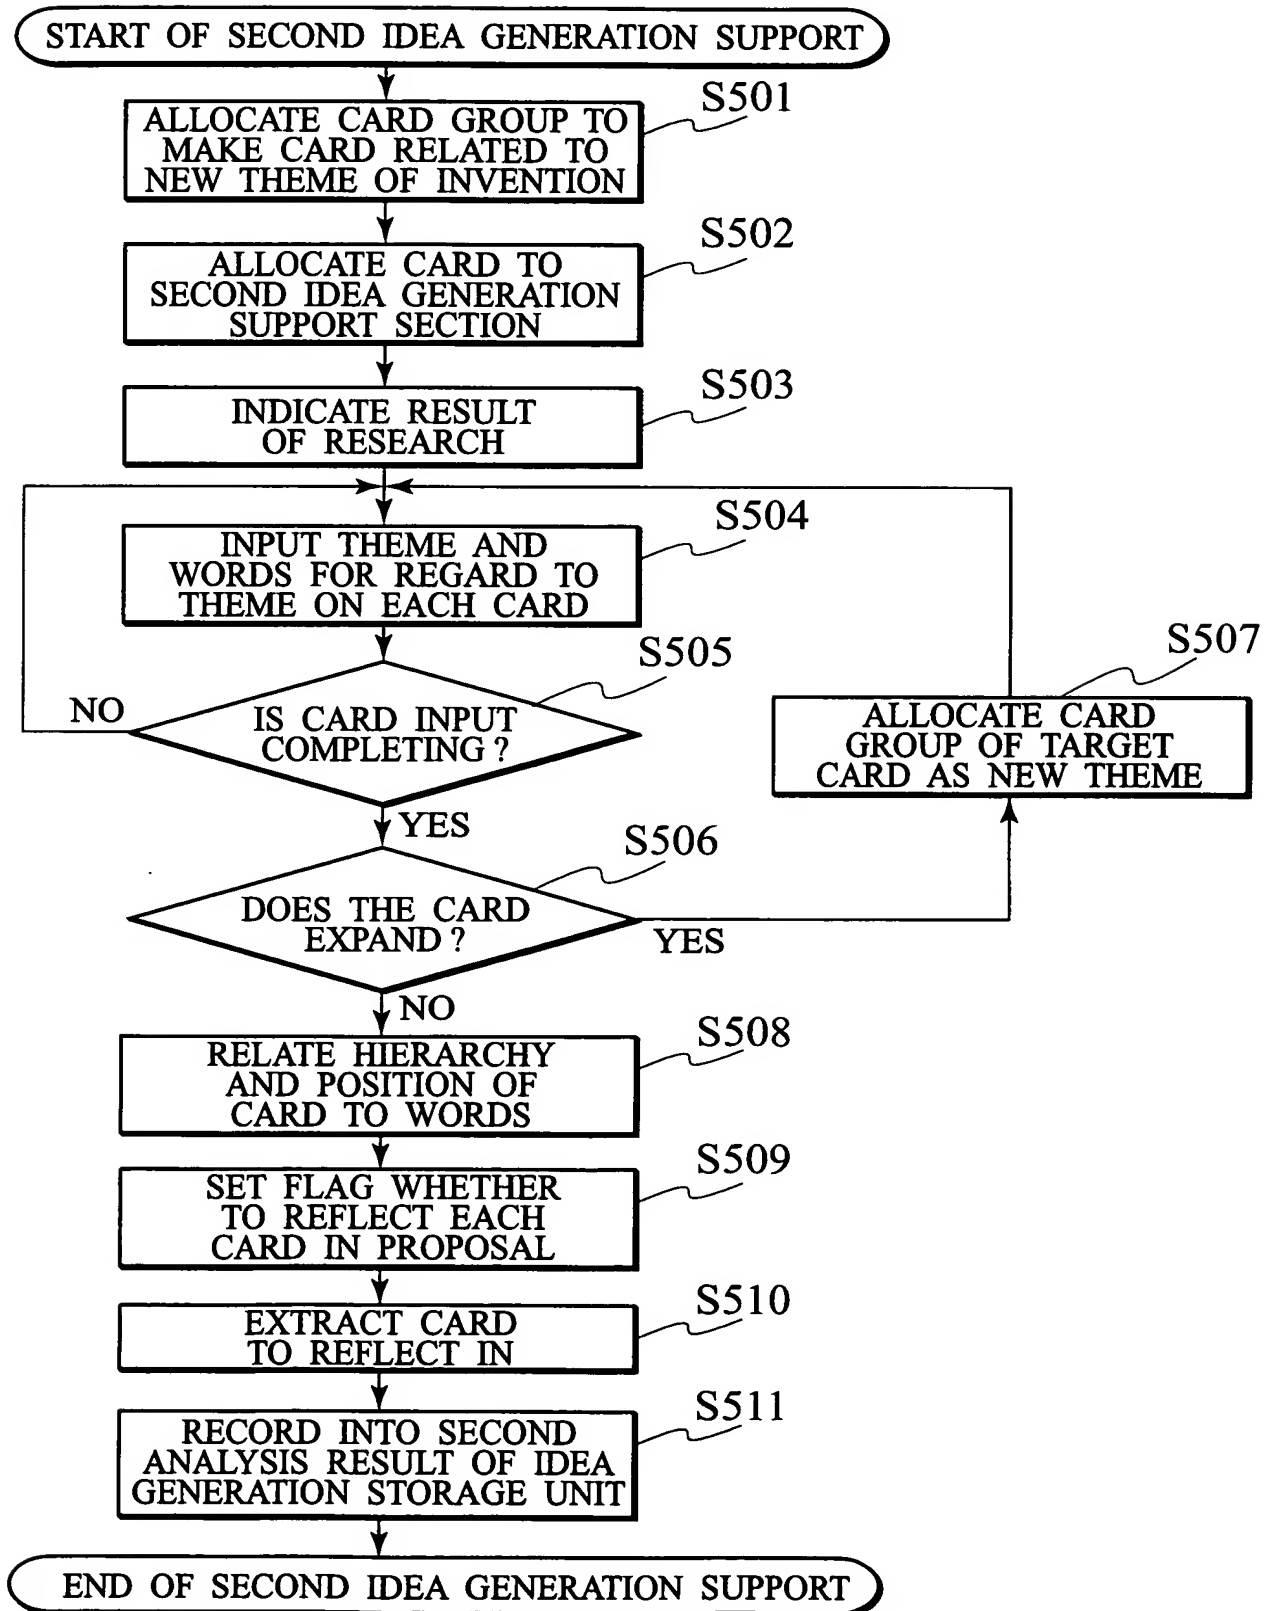 START OF SECOND IDEA GENERATION SUPPORT
S501
ALLOCATE CARD GROUP TO
MAKE CARD RELATED TO
NEW THEME OF INVENTION
S502
ALLOCATE CARD TO
SECOND IDEA GENERATION
SUPPORT SECTION
S503
INDICATE RESULT
OF RESEARCH
S504
INPUT THEME AND
WORDS FOR REGARD TO
THEME ON EACH CARD
S505
NO
IS CARD INPUT
COMPLETING ?
YES
S507
ALLOCATE CARD
GROUP OF TARGET
CARD AS NEW THEME
S506
DOES THE CARD
EXPAND ?
YES
NO
S508
RELATE HIERARCHY
AND POSITION OF
CARD TO WORDS
S509
SET FLAG WHETHER
TO REFLECT EACH
CARD IN PROPOSAL
S510
EXTRACT CARD
TO REFLECT IN
S511
RECORD INTO SECOND
ANALYSIS RESULT OF IDEA
GENERATION STORAGE UNIT
END OF SECOND IDEA GENERATION SUPPORT